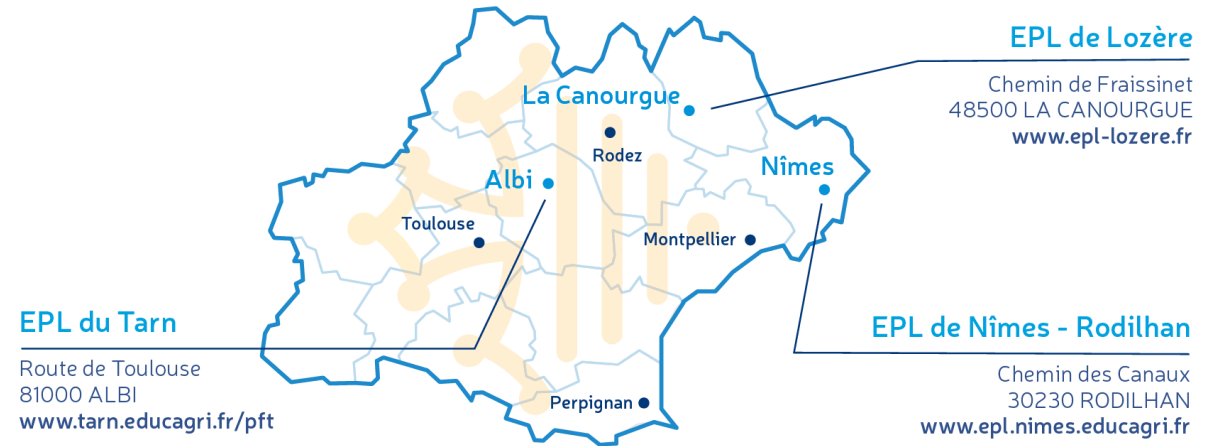 EPL de Lozère
Chemin de Fraissinet
48500 LA CANOURGUE
www.epl-lozere.fr
La Canourgue
Rodez
Nîmes
Albi
Toulouse
Montpellier
EPL du Tarn
Route de Toulouse
81000 ALBI
www.tarn.educagri.fr/pft
EPL de Nîmes - Rodilhan
Chemin des Canaux
30230 RODILHAN
www.epl.nimes.educagri.fr
Perpignan